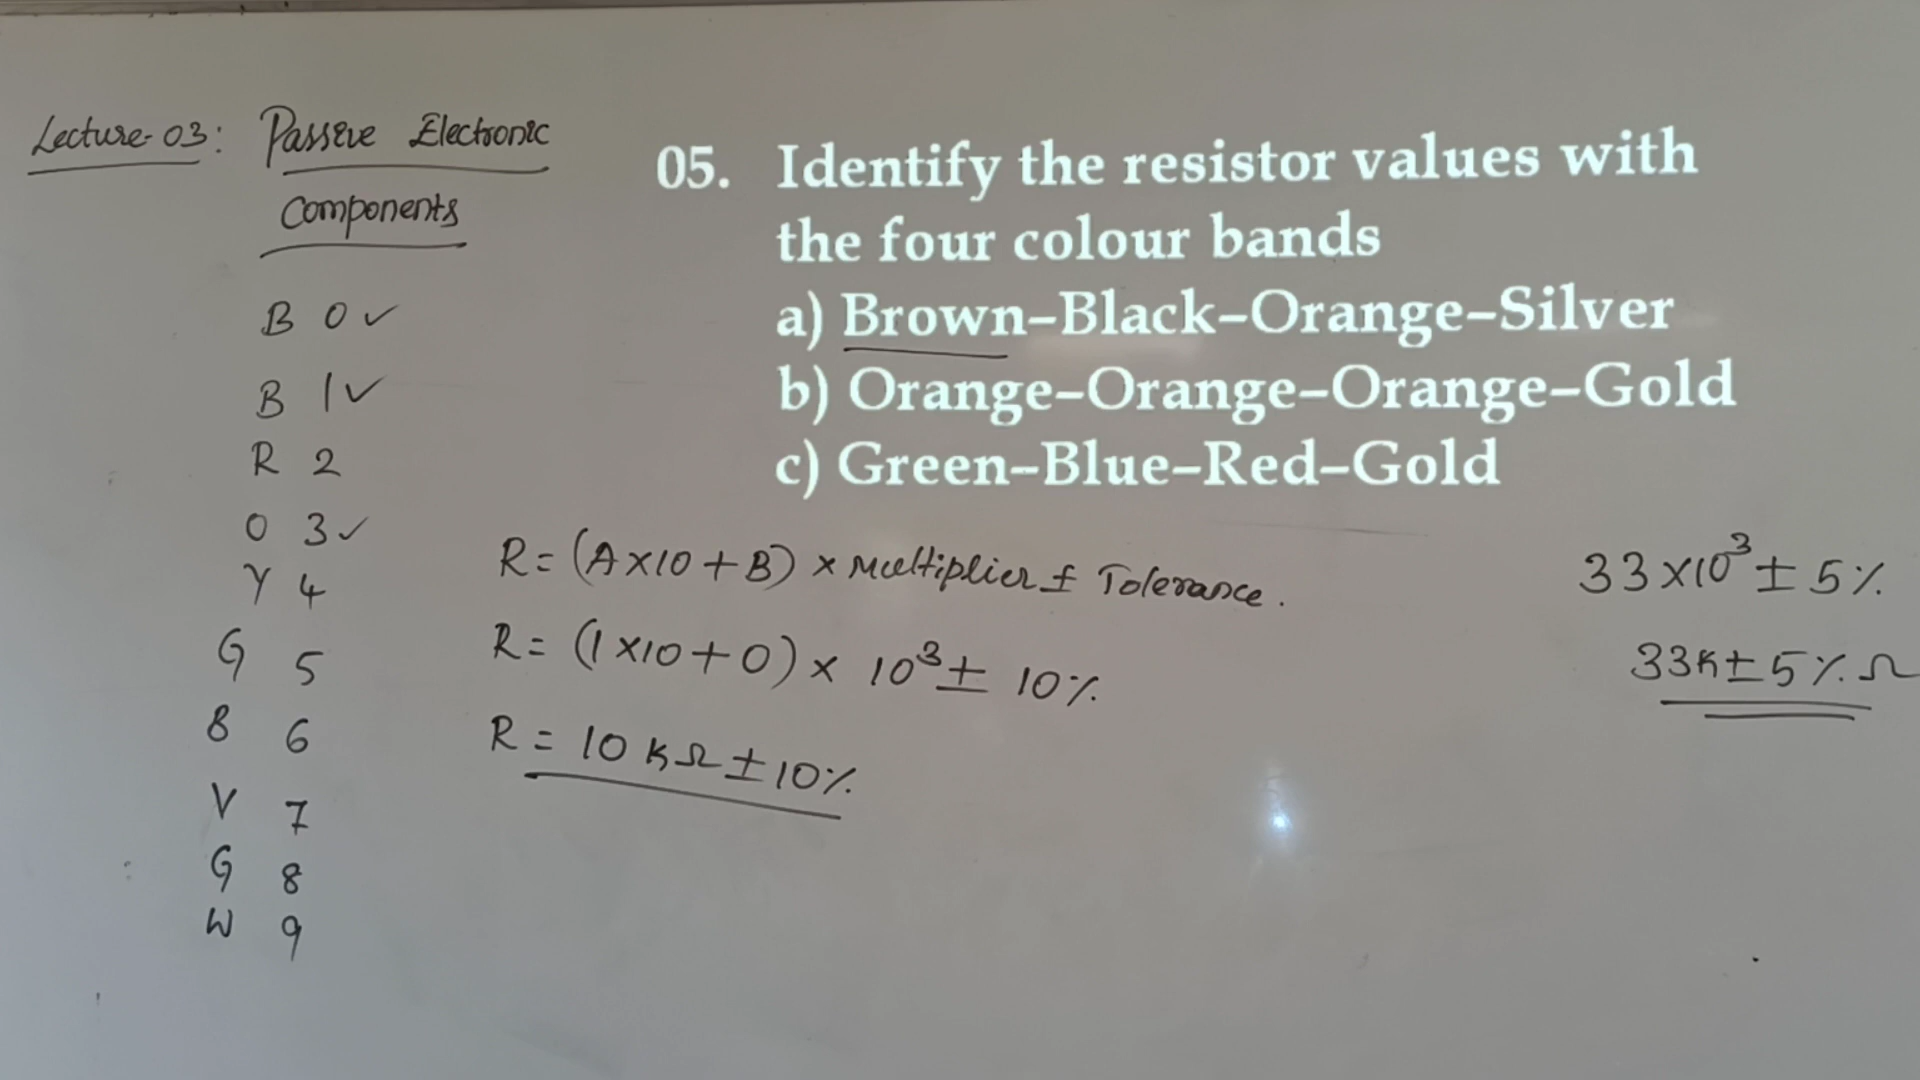 Lecture-03: Passive Electronic
Components
B 0 ✓
B 1 ✓
R 2
O 3 ✓
Y 4
G 5
B 6
V 7
G 8
W 9
05. Identify the resistor values with
the four colour bands
a) Brown–Black–Orange–Silver
b) Orange–Orange–Orange–Gold
c) Green–Blue–Red–Gold
R = (A×10 + B) × Multiplier ± Tolerance.
R = (1×10+0) × 10³ ± 10%.
R = 10 KΩ ± 10%.
33×10³ ± 5%.
33K ± 5%. Ω